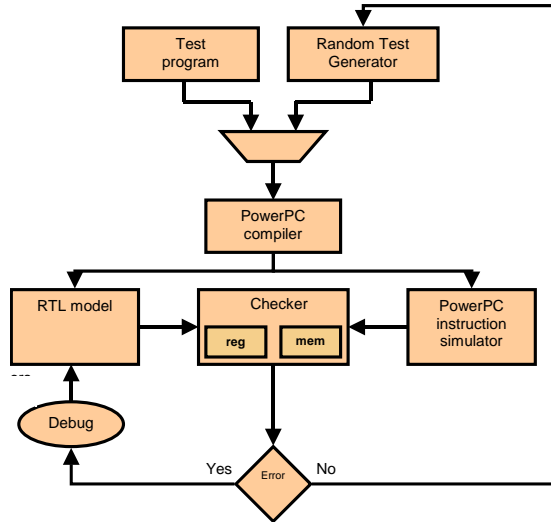 Test
program
Random Test
Generator
PowerPC
compiler
RTL model
Checker
reg
mem
PowerPC
instruction
simulator
Debug
Yes
Error
No